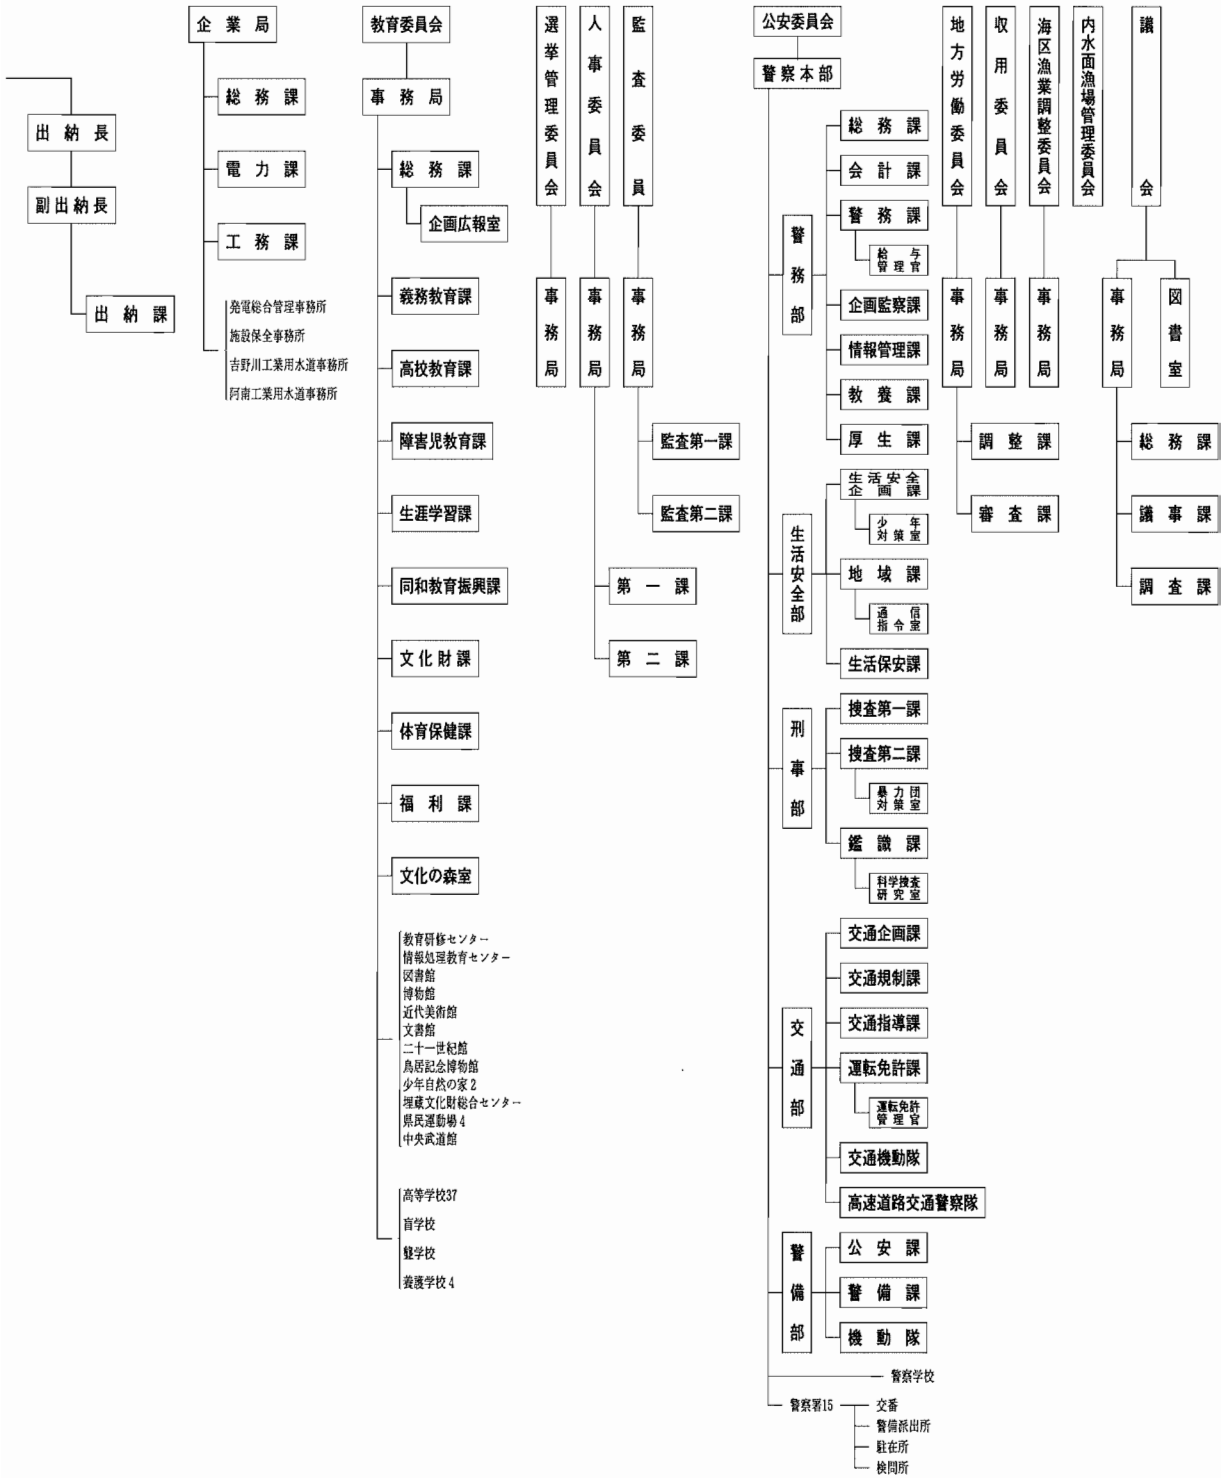 出納長
副出納長
出納課
企業局
総務課
電力課
工務課
発電総合管理事務所
施設保全事務所
吉野川工業用水道事務所
阿南工業用水道事務所
教育委員会
事務局
総務課
企画広報室
義務教育課
高校教育課
障害児教育課
生涯学習課
同和教育振興課
文化財課
体育保健課
福利課
文化の森室
教育研修センター
情報処理教育センター
図書館
博物館
近代美術館
文書館
二十一世紀館
鳥居記念博物館
少年自然の家2
埋蔵文化財総合センター
県民運動場4
中央武道館
高等学校37
盲学校
聾学校
養護学校4
選挙管理委員会
事務局
人事委員会
事務局
第一課
第二課
監査委員
事務局
監査第一課
監査第二課
公安委員会
警察本部
警務部
総務課
会計課
警務課
給与
管理官
企画監察課
情報管理課
教養課
厚生課
生活安全部
生活安全
企画課
少年
対策室
地域課
通信
指令室
生活保安課
刑事部
捜査第一課
捜査第二課
暴力団
対策室
鑑識課
科学捜査
研究室
交通部
交通企画課
交通規制課
交通指導課
運転免許課
運転免許
管理官
交通機動隊
高速道路交通警察隊
警備部
公安課
警備課
機動隊
警察学校
警察署15
交番
警備派出所
駐在所
検問所
地方労働委員会
事務局
調整課
審査課
収用委員会
事務局
海区漁業調整委員会
事務局
内水面漁場管理委員会
議会
事務局
図書室
総務課
議事課
調査課